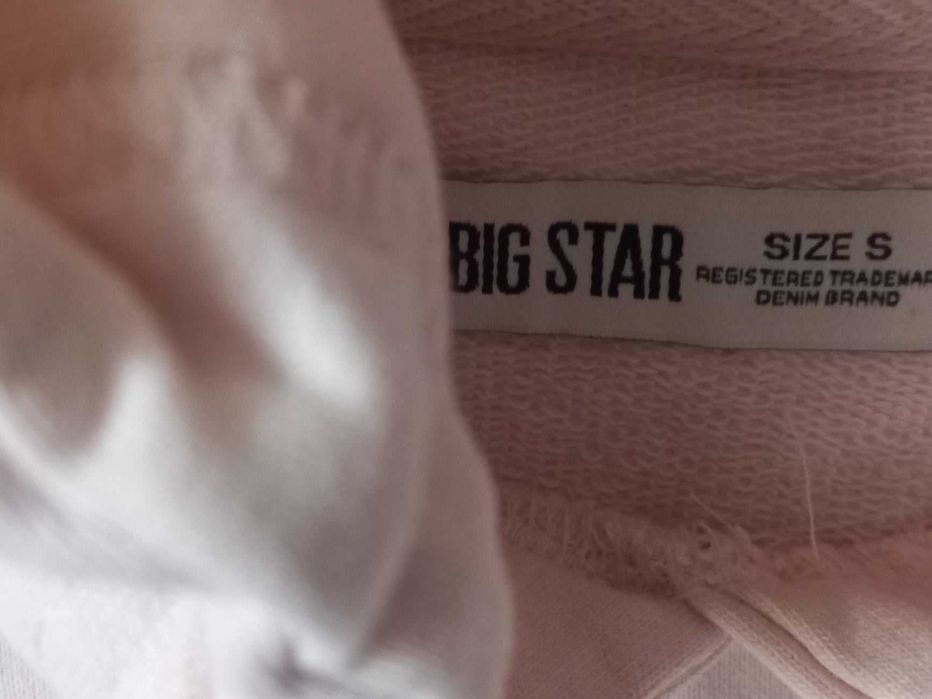 BIG STAR
SIZE S
REGISTERED TRADEMAR
DENIM BRAND